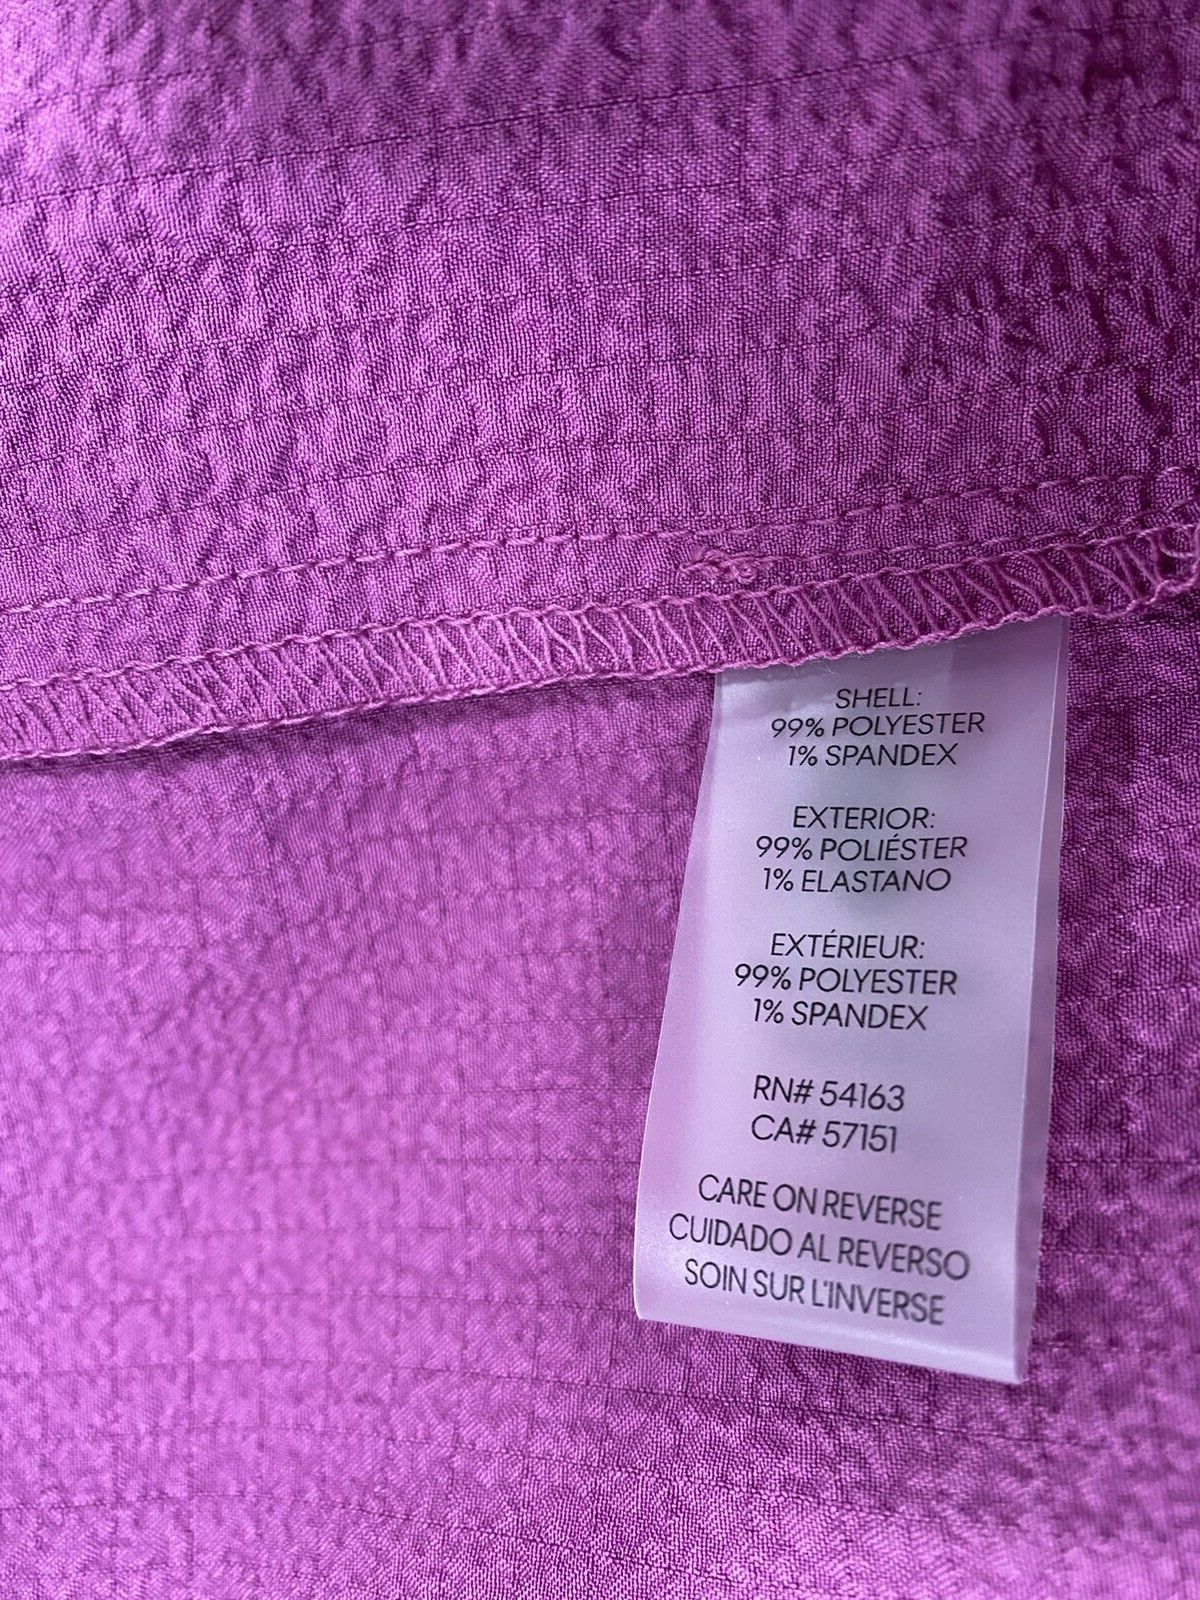 SHELL:
99% POLYESTER
1% SPANDEX
EXTERIOR:
99% POLIÉSTER
1% ELASTANO
EXTÉRIEUR:
99% POLYESTER
1% SPANDEX
RN# 54163
CA# 57151
CARE ON REVERSE
CUIDADO AL REVERSO
SOIN SUR L'INVERSE